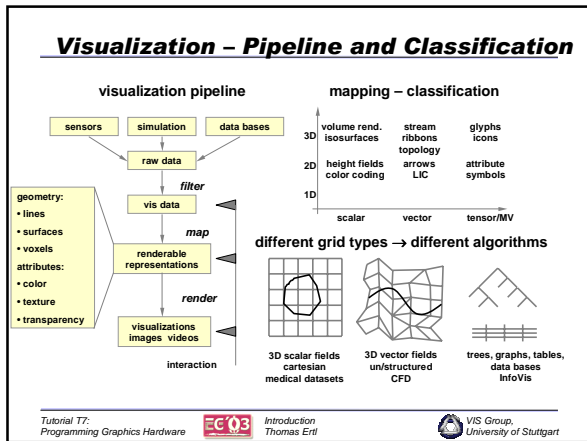 Visualization – Pipeline and Classification
visualization pipeline
sensors
simulation
data bases
raw data
filter
vis data
map
renderable
representations
render
visualizations
images videos
interaction
geometry:
• lines
• surfaces
• voxels
attributes:
• color
• texture
• transparency
mapping – classification
3D
volume rend.
isosurfaces
stream
ribbons
topology
glyphs
icons
2D
height fields
color coding
arrows
LIC
attribute
symbols
1D
scalar
vector
tensor/MV
different grid types → different algorithms
3D scalar fields
cartesian
medical datasets
3D vector fields
un/structured
CFD
trees, graphs, tables,
data bases
InfoVis
Tutorial T7:
Programming Graphics Hardware
EG'03
Introduction
Thomas Ertl
VIS Group,
University of Stuttgart